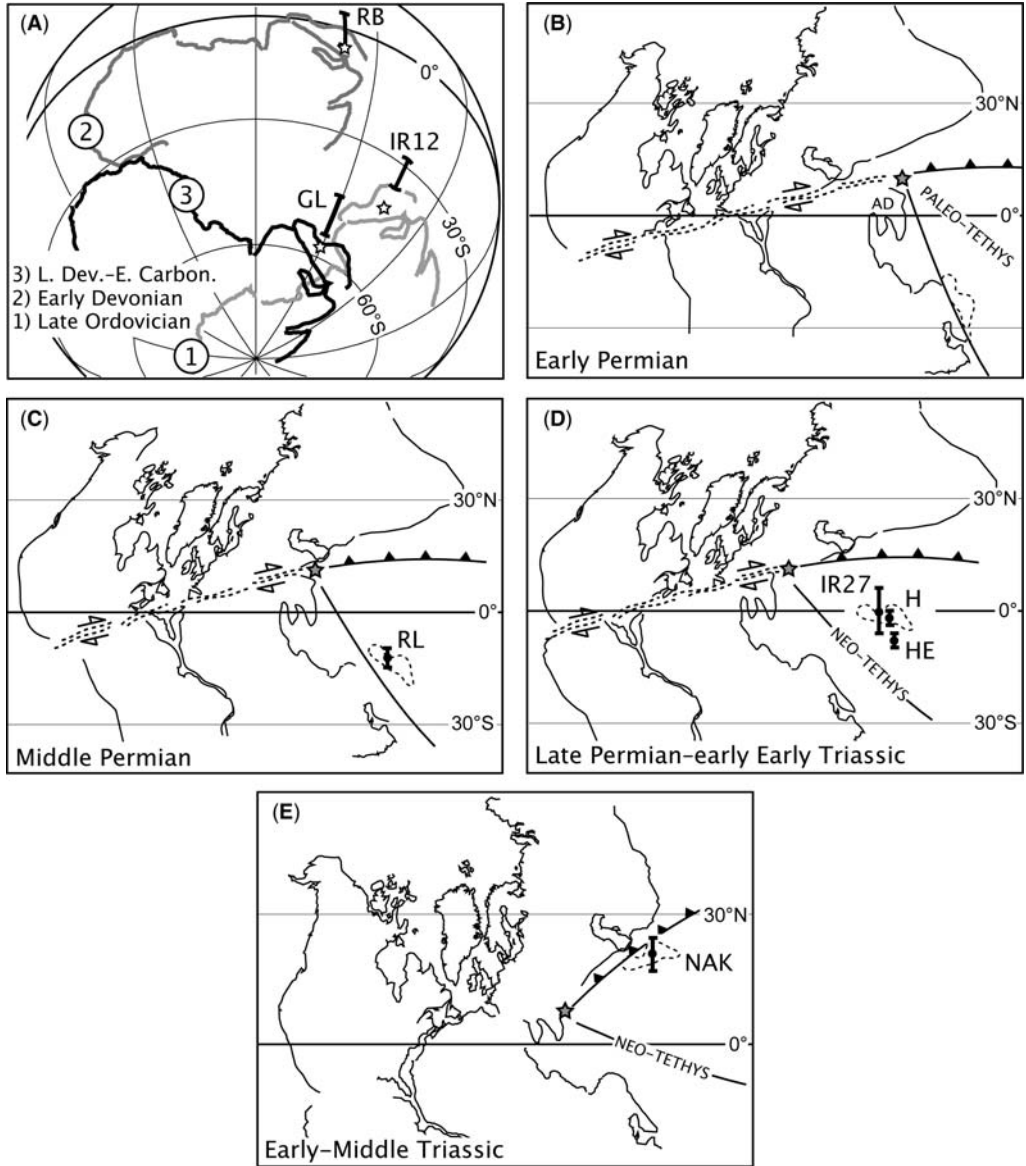 (A)
RB
0°
2
IR12
3
GL
30°S
3) L. Dev.-E. Carbon.
2) Early Devonian
60°S
1) Late Ordovician
1
(B)
30°N
AD
PALEO-TETHYS
0°
Early Permian
(C)
30°N
0°
RL
30°S
Middle Permian
(D)
30°N
IR27
H
0°
HE
NEO-TETHYS
30°S
Late Permian-early Early Triassic
(E)
30°N
NAK
NEO-TETHYS
0°
Early-Middle Triassic